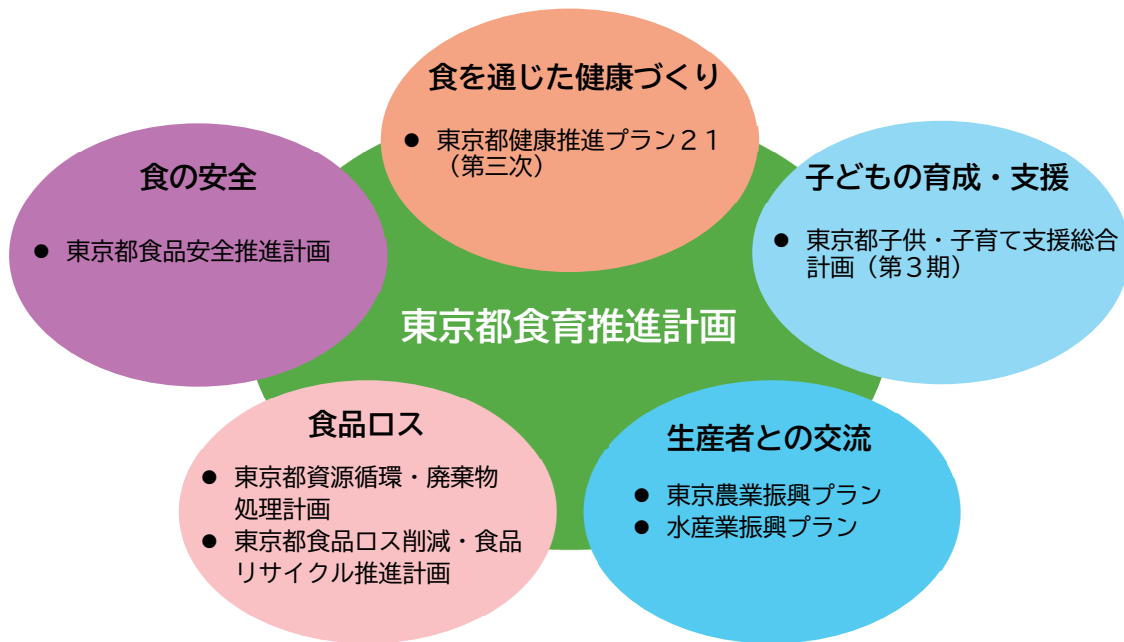 食を通じた健康づくり
● 東京都健康推進プラン２１
（第三次）
食の安全
● 東京都食品安全推進計画
子どもの育成・支援
● 東京都子供・子育て支援総合
計画（第３期）
東京都食育推進計画
食品ロス
● 東京都資源循環・廃棄物
処理計画
● 東京都食品ロス削減・食品
リサイクル推進計画
生産者との交流
● 東京農業振興プラン
● 水産業振興プラン